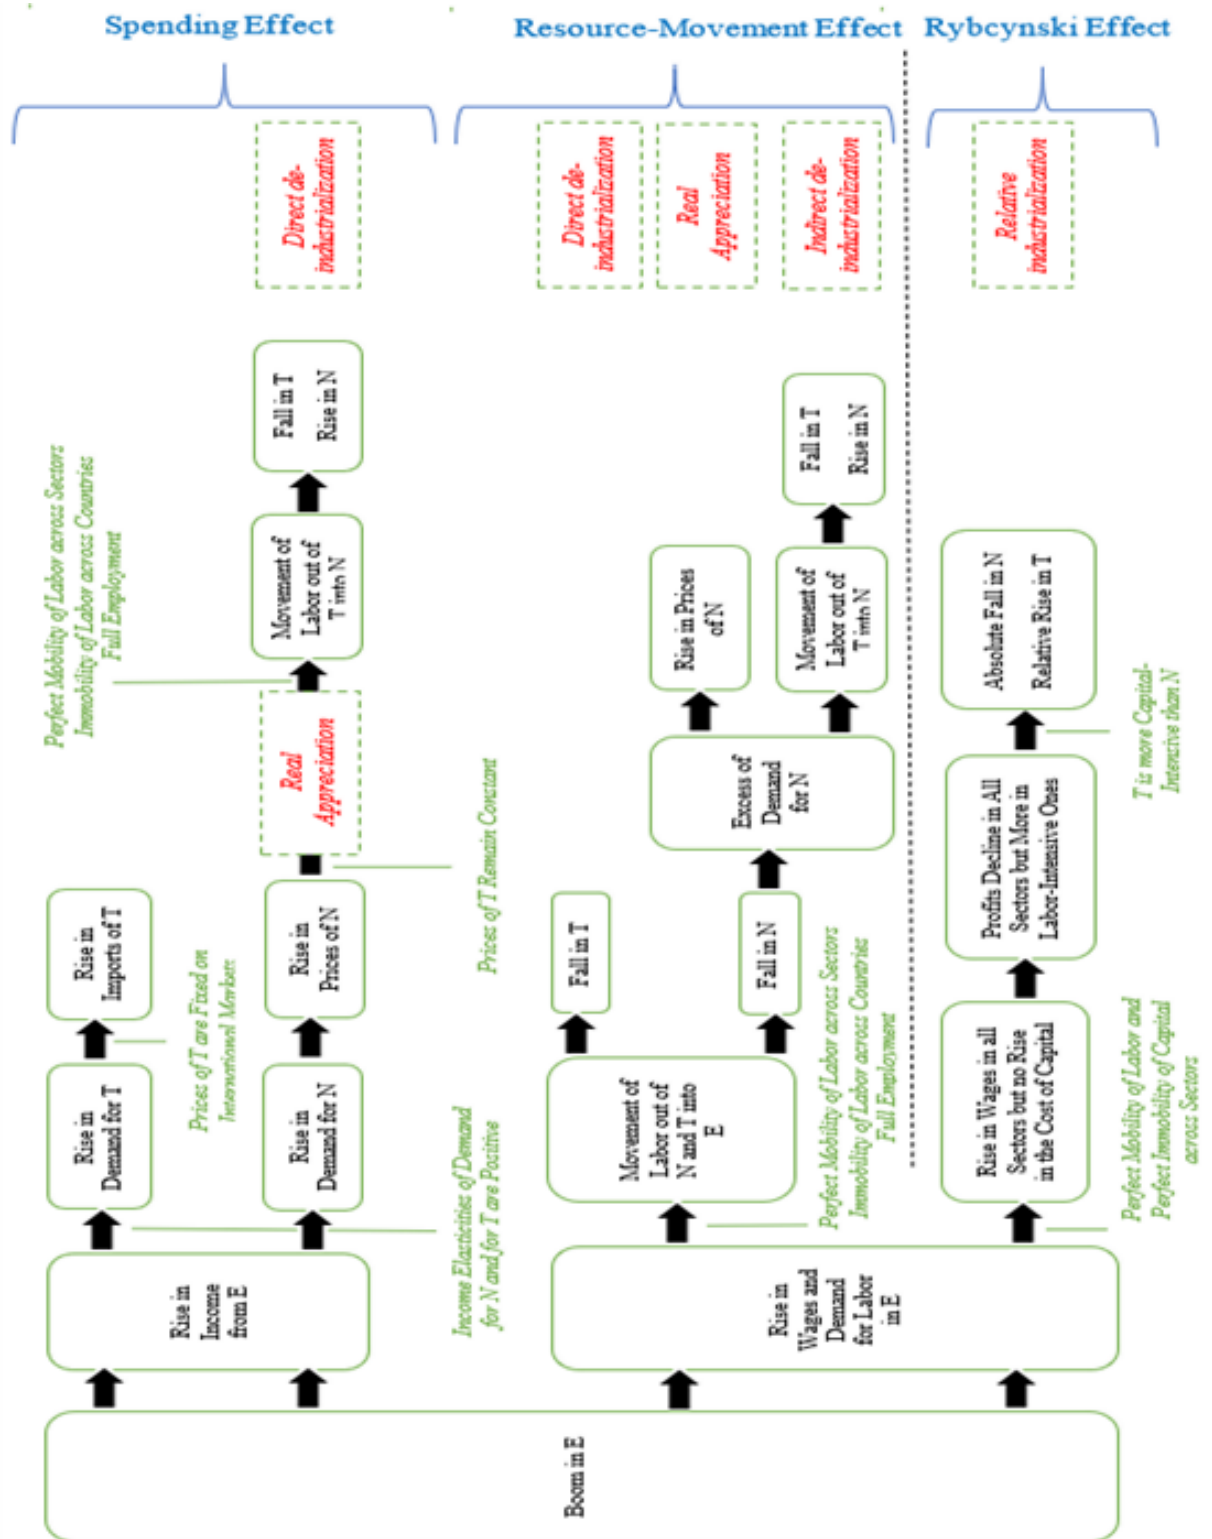 Spending Effect
Resource-Movement Effect
Rybcynski Effect
Direct de-
industrialization
Direct de-
industrialization
Real
Appreciation
Indirect de-
industrialization
Relative
industrialization
Fall in T
Rise in N
Perfect Mobility of Labor across Sectors
Immobility of Labor across Countries
Full Employment
Movement of
Labor out of
T into N
Real
Appreciation
Prices of T Remain Constant
Rise in
Imports of T
Rise in
Prices of N
Prices of T are Fixed on
International Markets
Rise in
Demand for T
Rise in
Demand for N
Income Elasticities of Demand
for N and for T are Positive
Rise in
Income
from E
Fall in T
Rise in N
Rise in Prices
of N
Movement of
Labor out of
T into N
Excess of
Demand
for N
Fall in T
Fall in N
Movement of
Labor out of
N and T into
E
Perfect Mobility of Labor across Sectors
Immobility of Labor across Countries
Full Employment
Absolute Fall in N
Relative Rise in T
T is more Capital-
Intensive than N
Profits Decline in All
Sectors but More in
Labor-Intensive Ones
Rise in Wages in all
Sectors but no Rise
in the Cost of Capital
Perfect Mobility of Labor and
Perfect Immobility of Capital
across Sectors
Rise in
Wages and
Demand
for Labor
in E
Boom in E